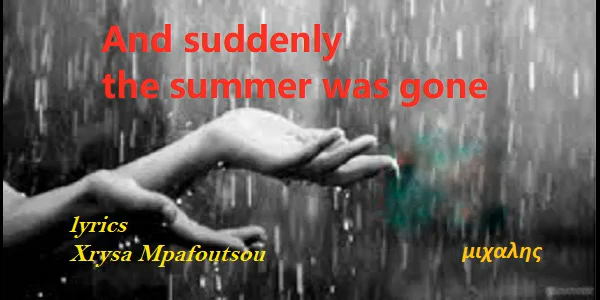 And suddenly
the summer was gone
lyrics
Xrysa Mpafoutsou
μιχαλης